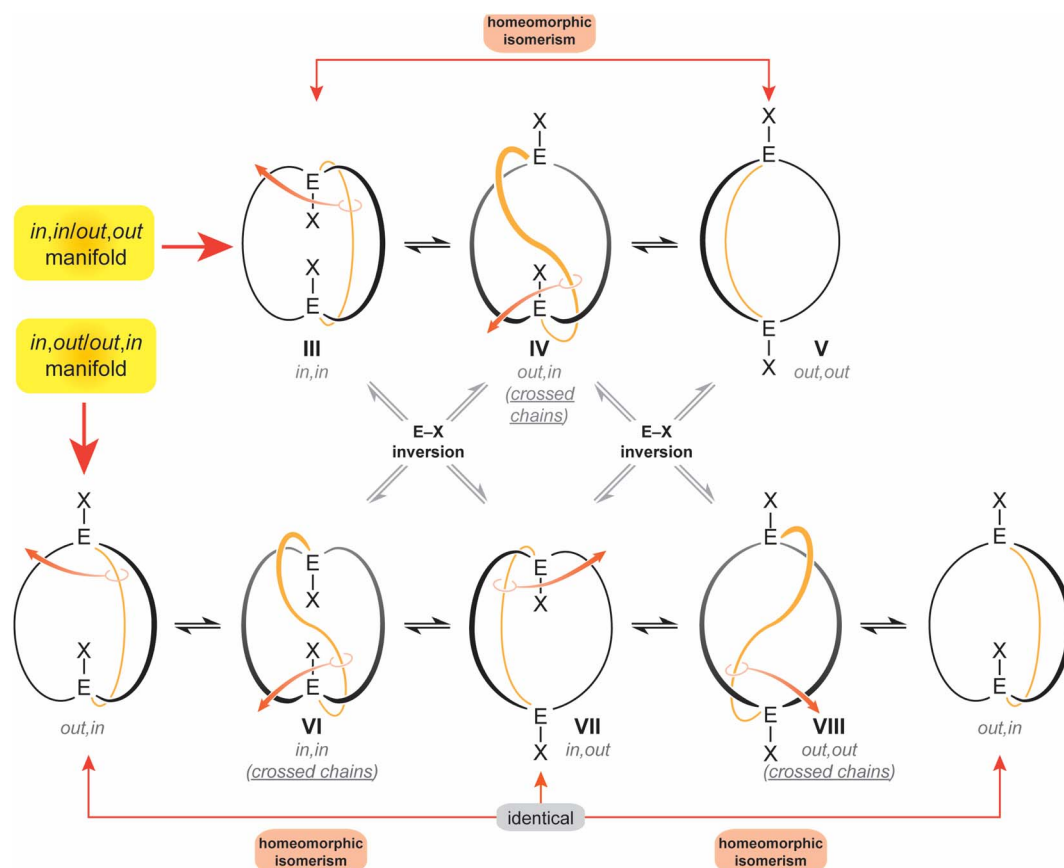 homeomorphic
isomerism
X
E
E
X
X
E
X
E
X
E
E
X
in,in/out,out
manifold
in,out/out,in
manifold
III
in,in
IV
out,in
(crossed
chains)
V
out,out
E–X
inversion
E–X
inversion
X
E
X
E
out,in
E
X
X
E
VI
in,in
(crossed chains)
E
X
E
X
VII
in,out
X
E
E
X
VIII
out,out
(crossed chains)
X
E
X
E
out,in
identical
homeomorphic
isomerism
homeomorphic
isomerism